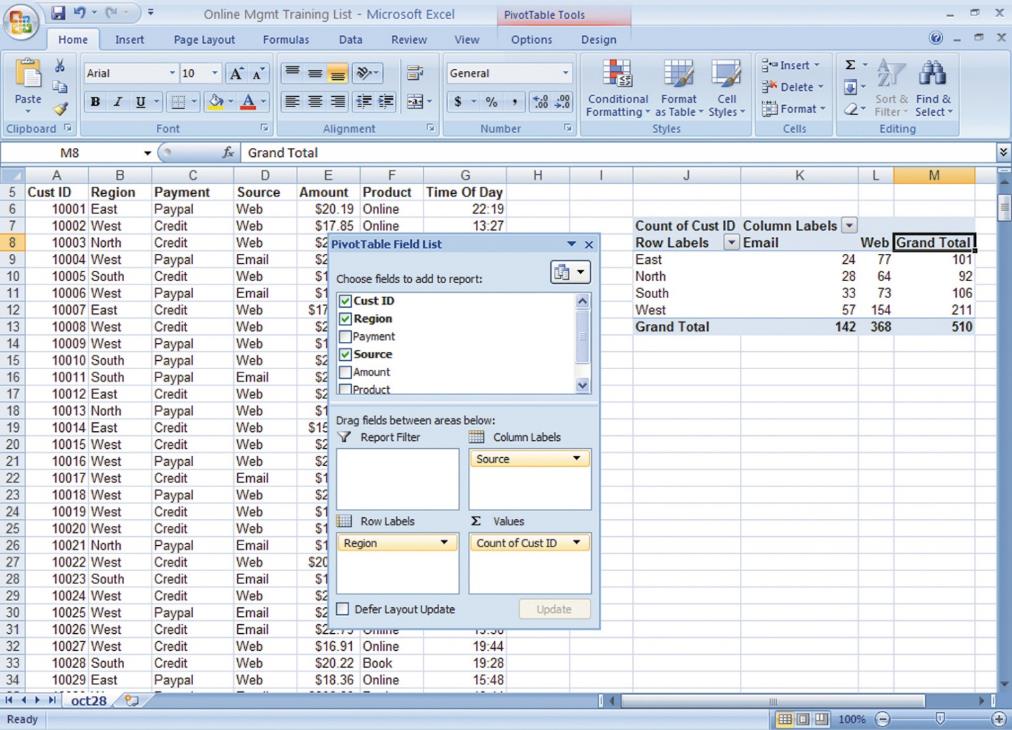 Online Mgmt Training List - Microsoft Excel
PivotTable Tools
Home Insert Page Layout Formulas Data Review View Options Design
Paste
Arial 10 A A
B I U A
General
$ % , .00 .00
Conditional Formatting
Format as Table
Cell Styles
Insert
Delete
Format
Σ
Sort & Filter
Find & Select
Clipboard Font Alignment Number Styles Cells Editing
M8 fx Grand Total
A B C D E F G H I J K L M
5 Cust ID Region Payment Source Amount Product Time Of Day
6 10001 East Paypal Web $20.19 Online 22:19
7 10002 West Credit Web $17.85 Online 13:27 Count of Cust ID Column Labels
8 10003 North Credit Web $2 Row Labels Email Web Grand Total
9 10004 West Paypal Email $2 East 24 77 101
10 10005 South Credit Web $1 North 28 64 92
11 10006 West Paypal Email $1 South 33 73 106
12 10007 East Credit Web $17 West 57 154 211
13 10008 West Credit Web $2 Grand Total 142 368 510
14 10009 West Paypal Web $1
15 10010 South Paypal Web $2
16 10011 South Paypal Email $2
17 10012 East Credit Web $2
18 10013 North Paypal Web $1
19 10014 East Credit Web $15
20 10015 West Credit Web $2
21 10016 West Paypal Web $2
22 10017 West Credit Email $1
23 10018 West Paypal Web $2
24 10019 West Credit Web $1
25 10020 West Credit Web $1
26 10021 North Paypal Email $1
27 10022 West Credit Web $20
28 10023 South Credit Email $1
29 10024 West Credit Web $2
30 10025 West Paypal Email $2
31 10026 West Credit Email $22.73 Online
32 10027 West Credit Web $16.91 Online 19:44
33 10028 South Credit Web $20.22 Book 19:28
34 10029 East Paypal Web $18.36 Online 15:48
PivotTable Field List
Choose fields to add to report:
Cust ID
Region
Payment
Source
Amount
Product
Drag fields between areas below:
Report Filter Column Labels
Source
Row Labels Σ Values
Region Count of Cust ID
Defer Layout Update Update
oct28
Ready 100%